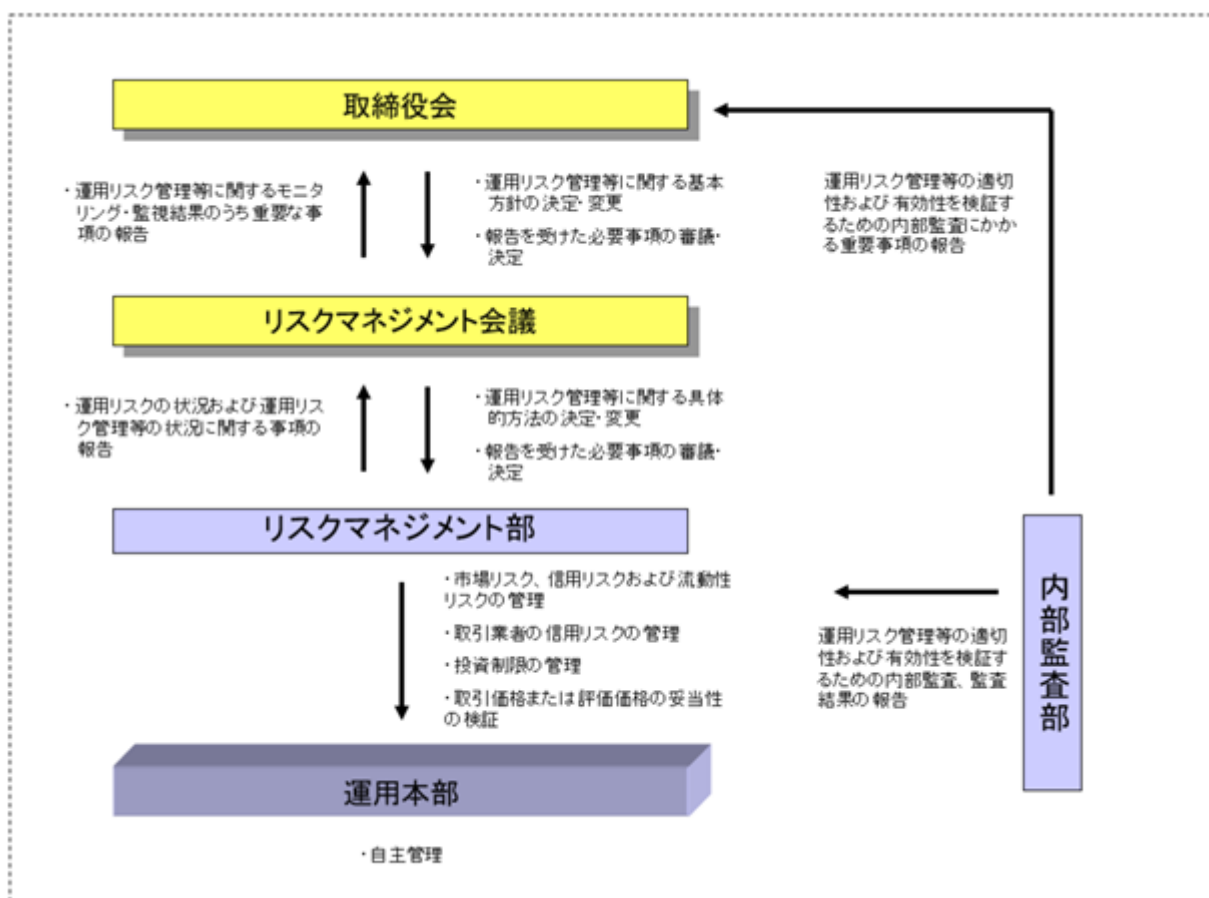 取締役会
・運用リスク管理等に関するモニ
タリング・監視結果のうち重要な事
項の報告
・運用リスク管理等に関する基本
方針の決定・変更
・報告を受けた必要事項の審議・
決定
運用リスク管理等の適切
性および有効性を検証す
るための内部監査にかか
る重要事項の報告
リスクマネジメント会議
・運用リスクの状況および運用リス
ク管理等の状況に関する事項の
報告
・運用リスク管理等に関する具体
的方法の決定・変更
・報告を受けた必要事項の審議・
決定
リスクマネジメント部
・市場リスク、信用リスクおよび流動性
リスクの管理
・取引業者の信用リスクの管理
・投資制限の管理
・取引価格または評価価格の妥当性
の検証
運用リスク管理等の適切
性および有効性を検証す
るための内部監査、監査
結果の報告
内部監査部
運用本部
・自主管理